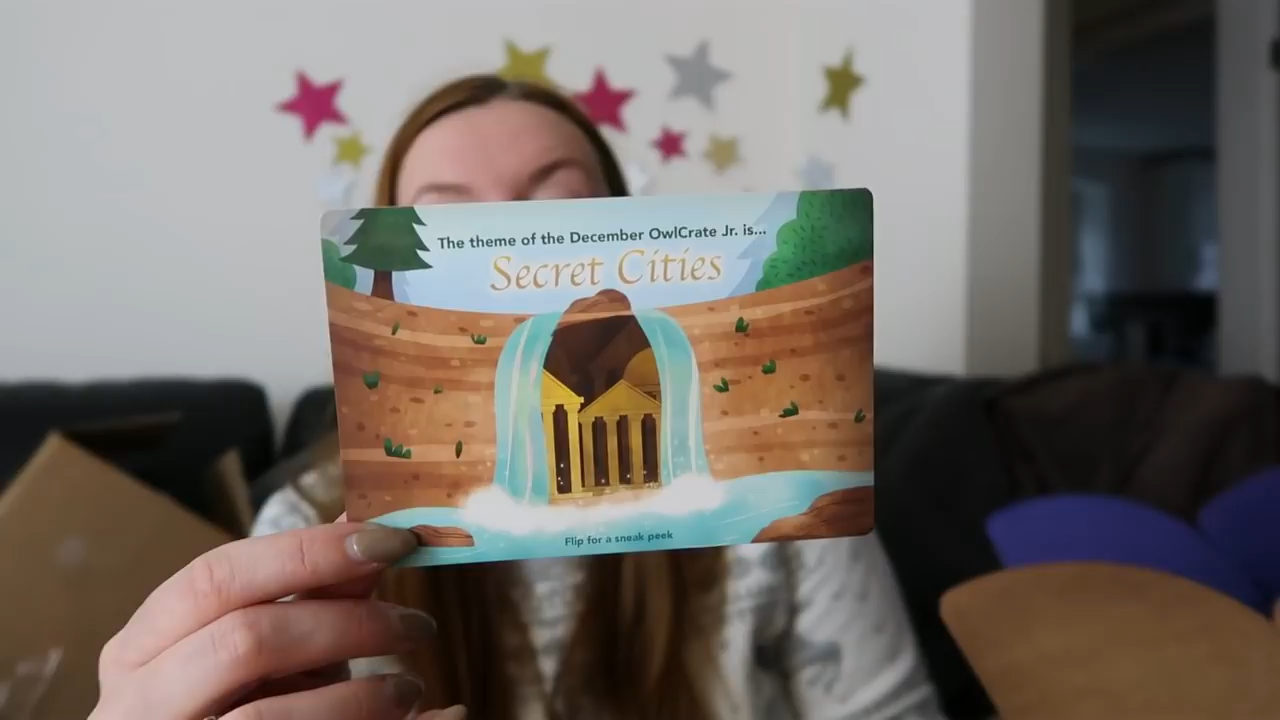 The theme of the December OwlCrate Jr. is...
Secret Cities
Flip for a sneak peek